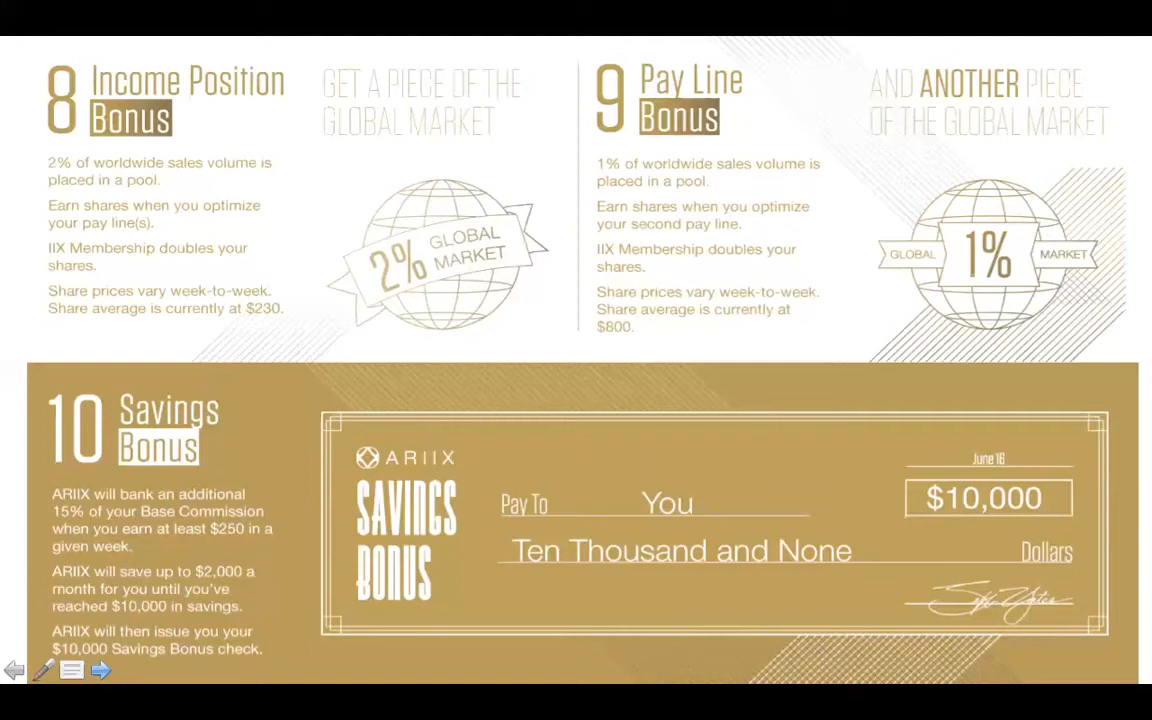 8 Income Position
Bonus
GET A PIECE OF THE
GLOBAL MARKET
2% of worldwide sales volume is
placed in a pool.
Earn shares when you optimize
your pay line(s).
IIX Membership doubles your
shares.
Share prices vary week-to-week.
Share average is currently at $230.
2% GLOBAL
MARKET
9 Pay Line
Bonus
AND ANOTHER PIECE
OF THE GLOBAL MARKET
1% of worldwide sales volume is
placed in a pool.
Earn shares when you optimize
your second pay line.
IIX Membership doubles your
shares.
Share prices vary week-to-week.
Share average is currently at
$800.
GLOBAL 1% MARKET
10 Savings
Bonus
ARIIX will bank an additional
15% of your Base Commission
when you earn at least $250 in a
given week.
ARIIX will save up to $2,000 a
month for you until you've
reached $10,000 in savings.
ARIIX will then issue you your
$10,000 Savings Bonus check.
ARIIX
SAVINGS
BONUS
June 16
$10,000
Pay To You
Ten Thousand and None Dollars